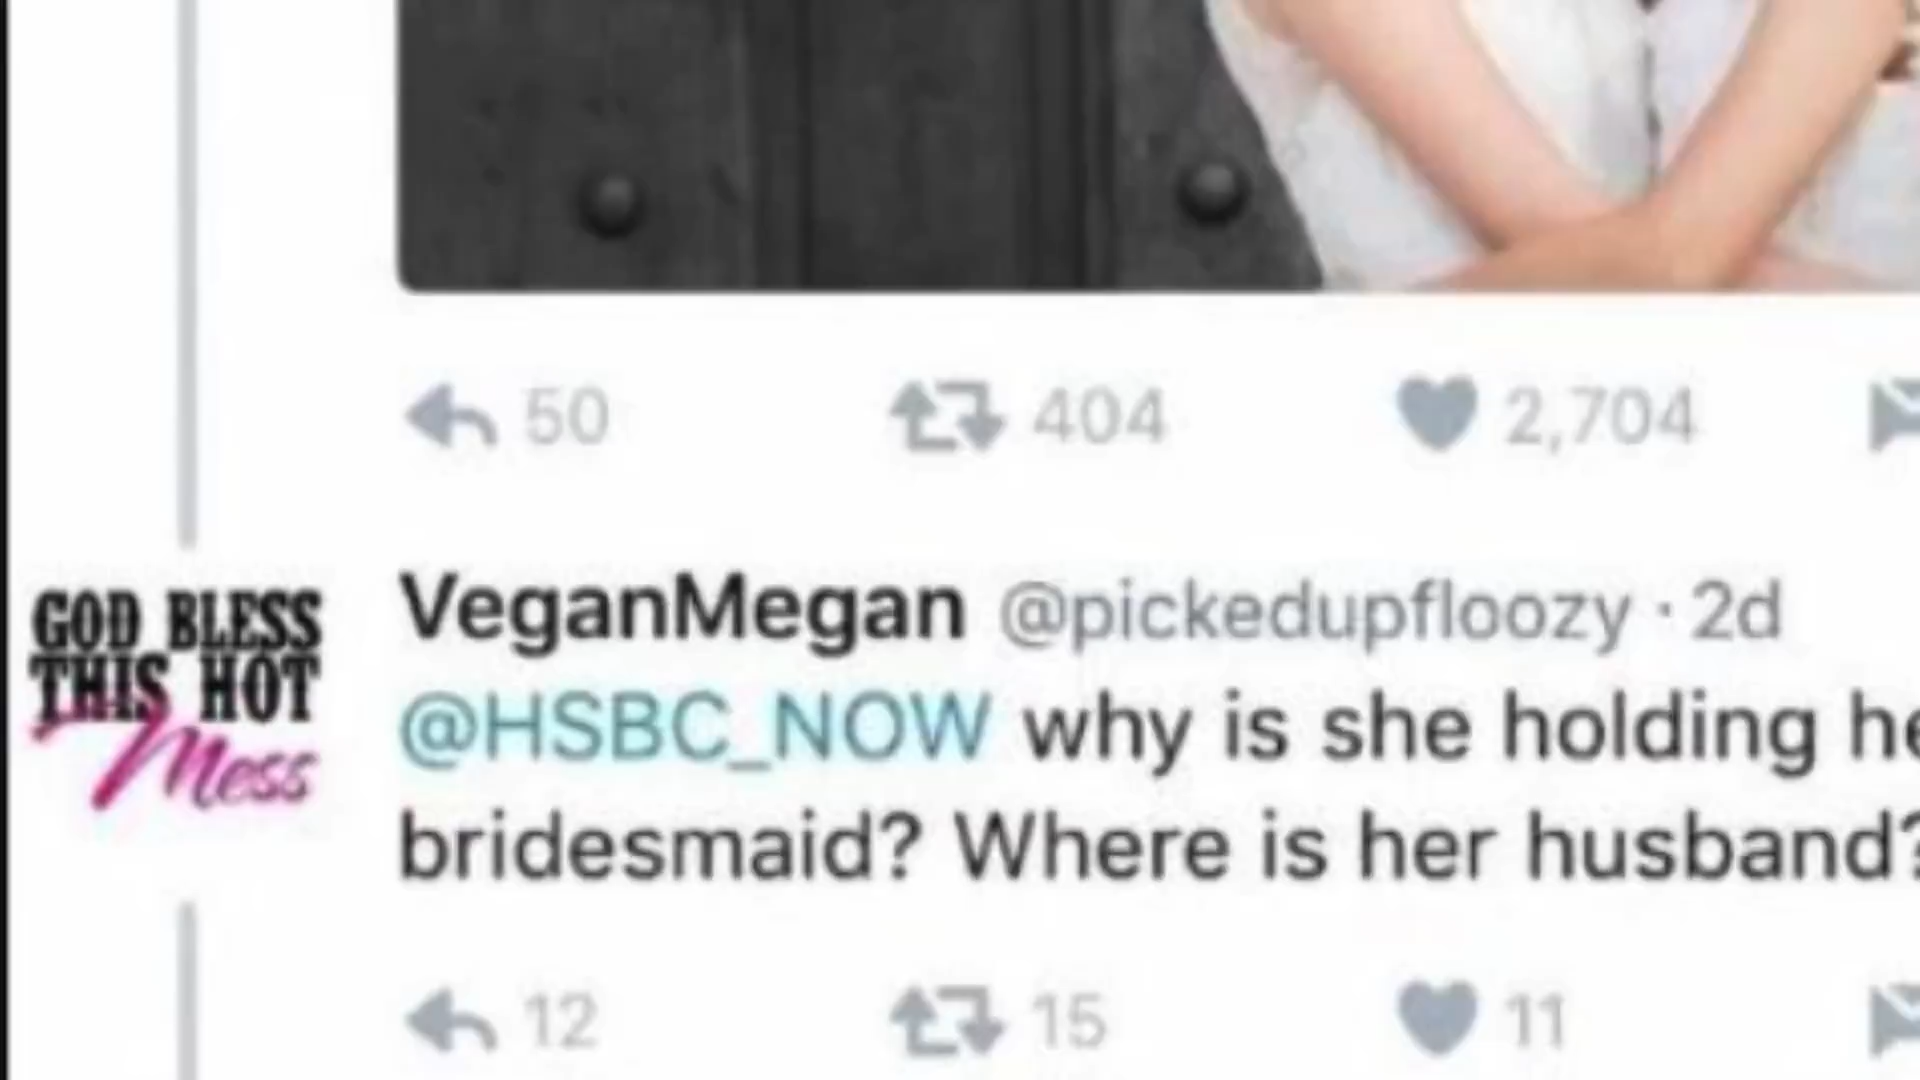 50 404 2,704
GOD BLESS
THIS HOT
Mess
VeganMegan @pickedupfloozy · 2d
@HSBC_NOW why is she holding
bridesmaid? Where is her husband?
12 15 11